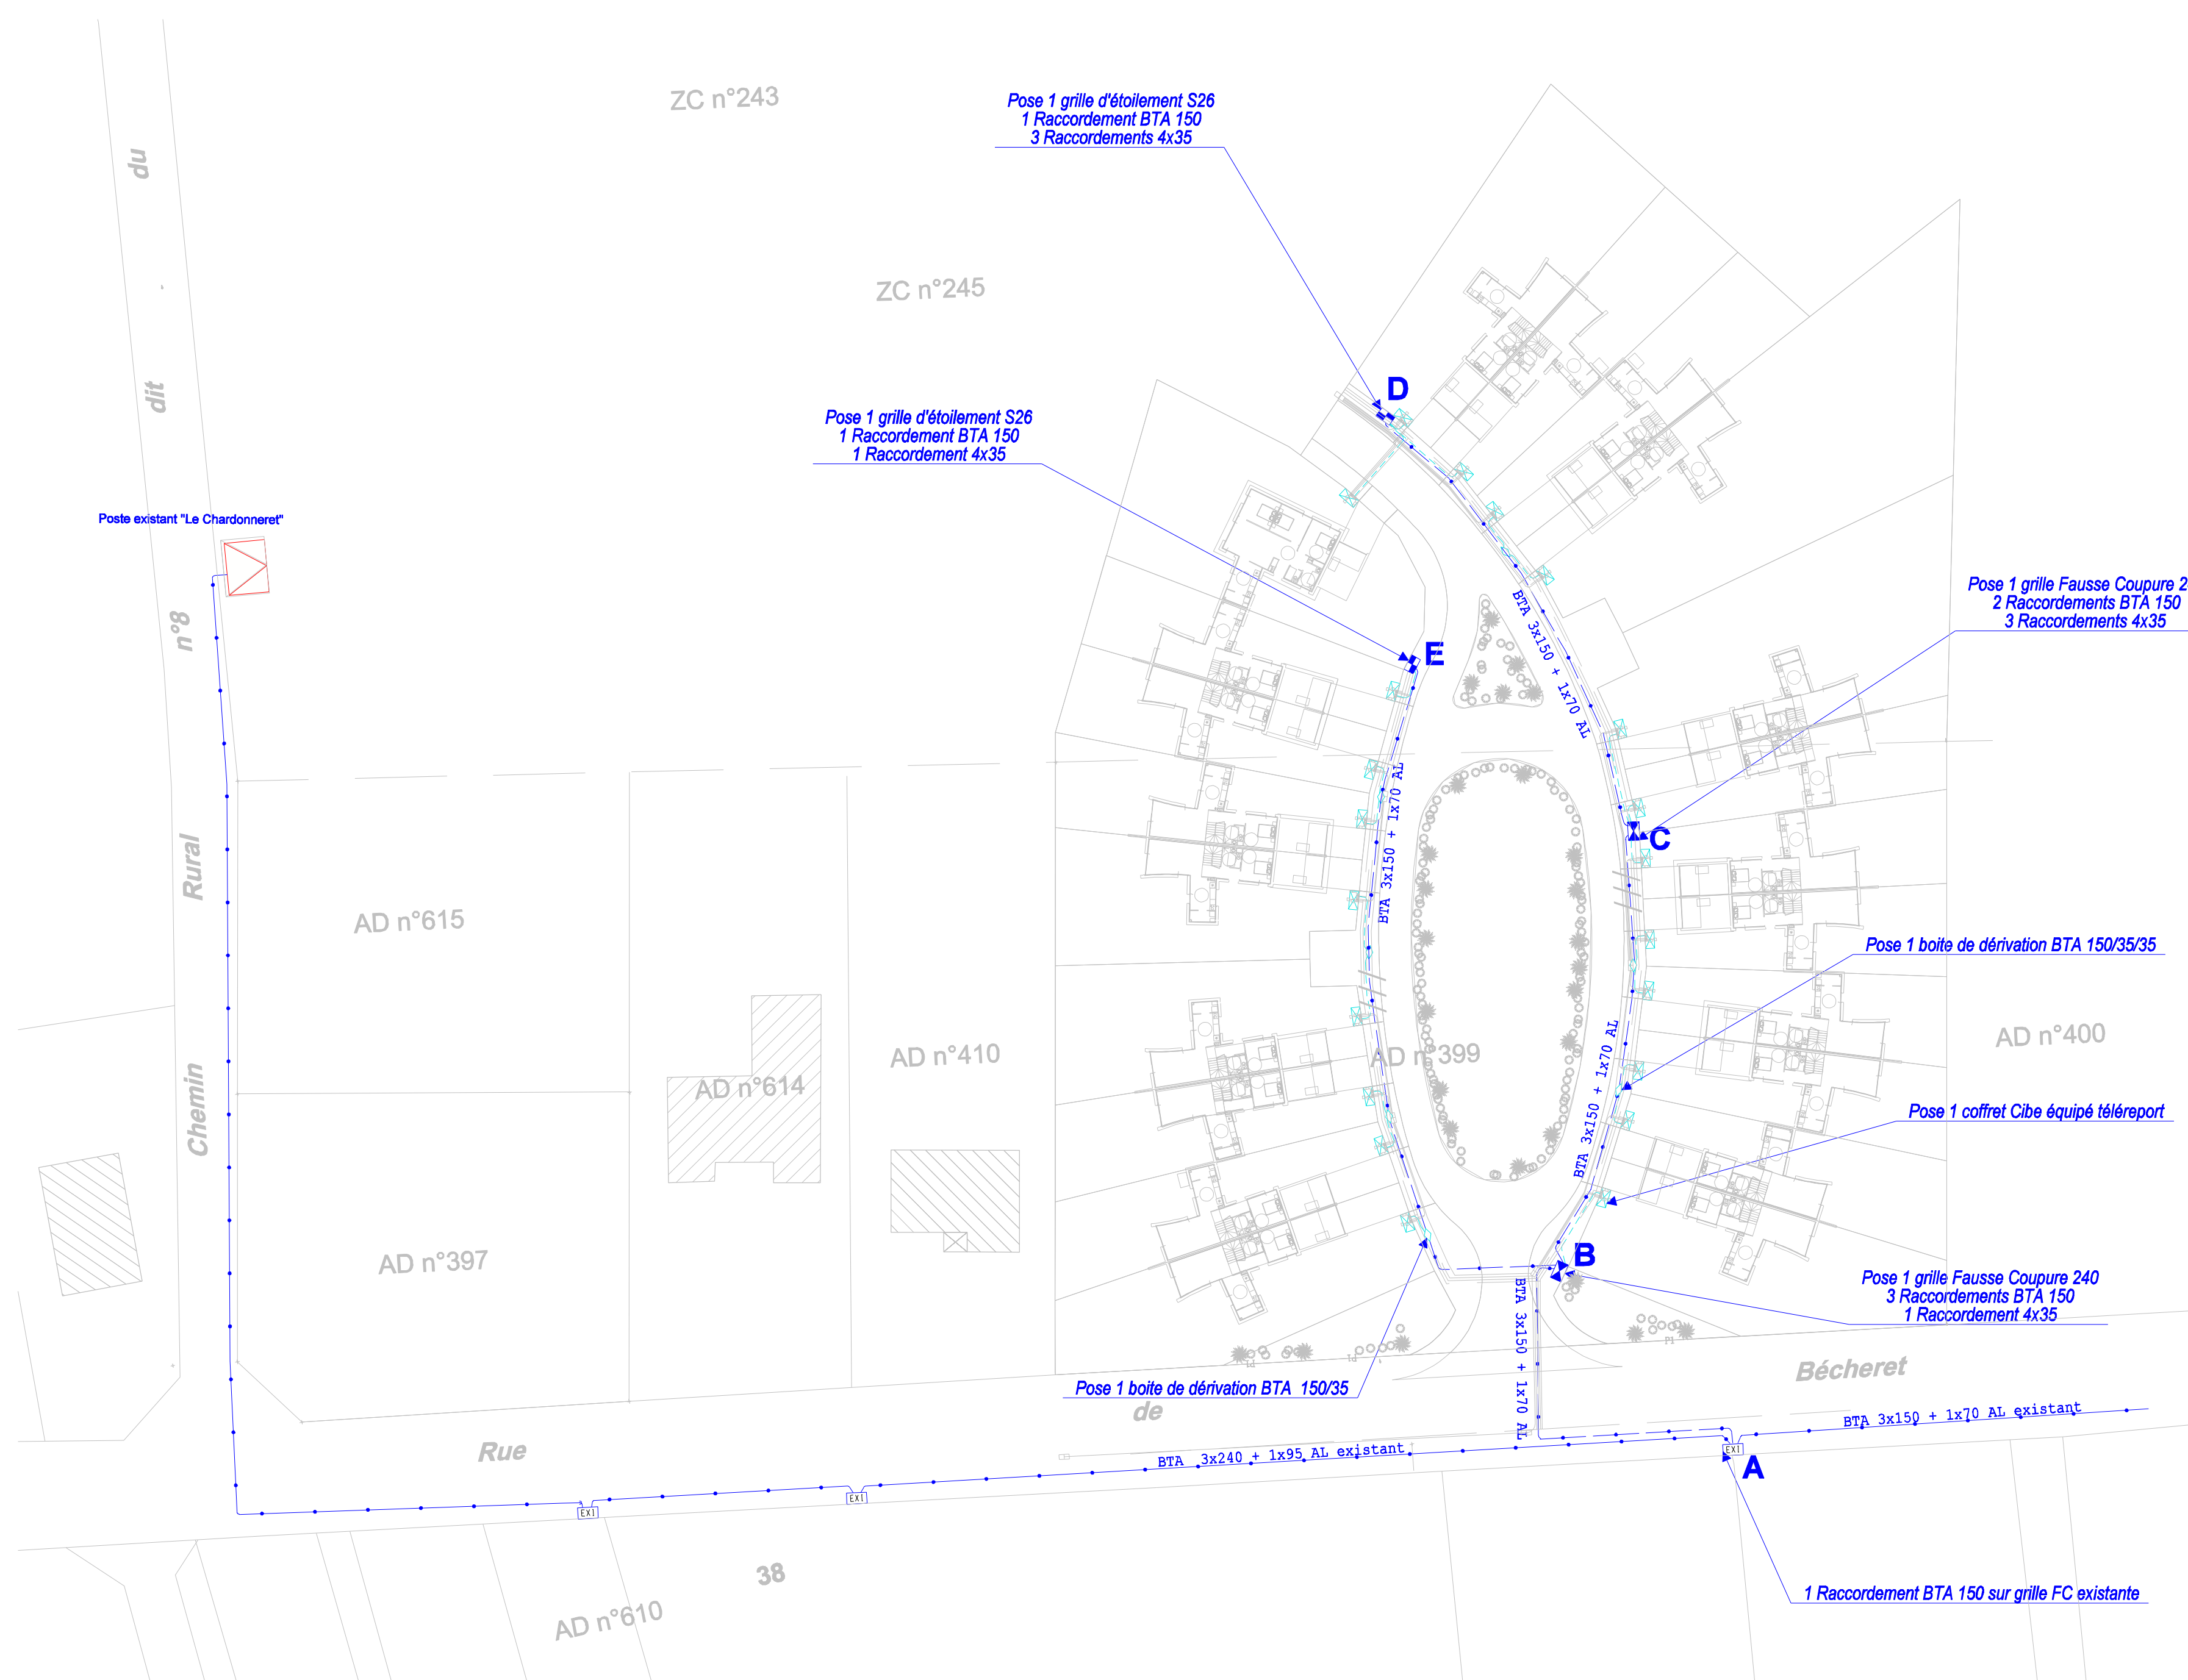 ZC n°243
du
Pose 1 grille d'étoilement S26
1 Raccordement BTA 150
3 Raccordements 4x35
ZC n°245
dit
D
Pose 1 grille d'étoilement S26
1 Raccordement BTA 150
1 Raccordement 4x35
Poste existant "Le Chardonneret"
n°8
E
Pose 1 grille Fausse Coupure 2
2 Raccordements BTA 150
3 Raccordements 4x35
BTA 3x150 + 1x70 AL
C
BTA 3x150 + 1x70 AL
Rural
AD n°615
Pose 1 boite de dérivation BTA 150/35/35
AD n°400
AD n°410
AD n°399
AD n°614
Chemin
BTA 3x150 + 1x70 AL
Pose 1 coffret Cibe équipé téléreport
AD n°397
B
Pose 1 grille Fausse Coupure 240
3 Raccordements BTA 150
1 Raccordement 4x35
BTA 3x150 + 1x70 AL
Pose 1 boite de dérivation BTA 150/35
Bécheret
de
Rue
BTA 3x150 + 1x70 AL existant
BTA 3x240 + 1x95 AL existant
EXI
A
EXI
EXI
38
1 Raccordement BTA 150 sur grille FC existante
AD n°610